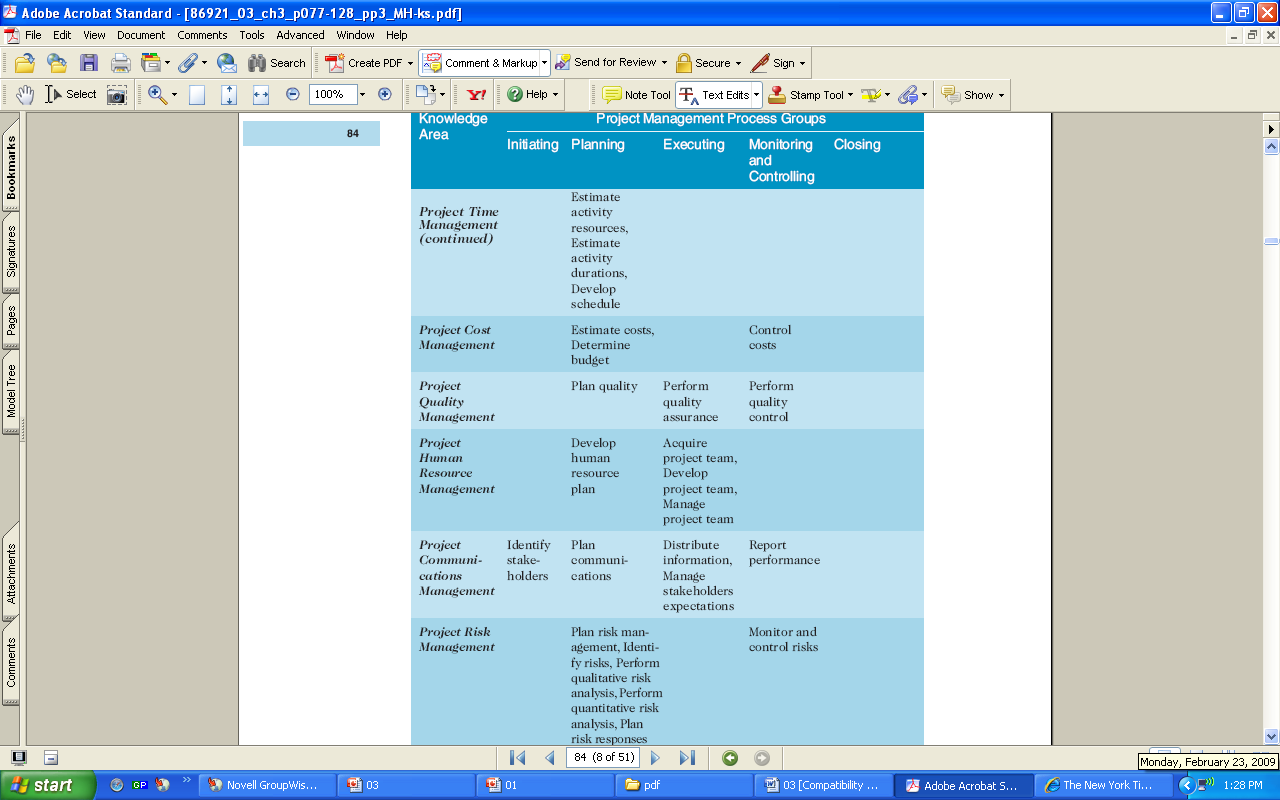 Adobe Acrobat Standard - [86921_03_ch3_p077-128_pp3_MH-ks.pdf]
File Edit View Document Comments Tools Advanced Window Help
Search Create PDF Comment & Markup Send for Review Secure Sign
Select 100% Y! Help Note Tool Text Edits Stamp Tool Show
Bookmarks
Signatures
Pages
Model Tree
Attachments
Comments
84
Knowledge
Area
Project Management Process Groups
Initiating
Planning
Executing
Monitoring
and
Controlling
Closing
Project Time
Management
(continued)
Estimate
activity
resources,
Estimate
activity
durations,
Develop
schedule
Project Cost
Management
Estimate costs,
Determine
budget
Control
costs
Project
Quality
Management
Plan quality
Perform
quality
assurance
Perform
quality
control
Project
Human
Resource
Management
Develop
human
resource
plan
Acquire
project team,
Develop
project team,
Manage
project team
Project
Communi-
cations
Management
Identify
stake-
holders
Plan
communi-
cations
Distribute
information,
Manage
stakeholders
expectations
Report
performance
Project Risk
Management
Plan risk man-
agement, Identi-
fy risks, Perform
qualitative risk
analysis, Perform
quantitative risk
analysis, Plan
risk responses
Monitor and
control risks
84 (8 of 51)
Monday, February 23, 2009
start GP » Novell GroupWis... 03 01 pdf 03 [Compatibility ... Adobe Acrobat S... The New York Ti... 1:28 PM